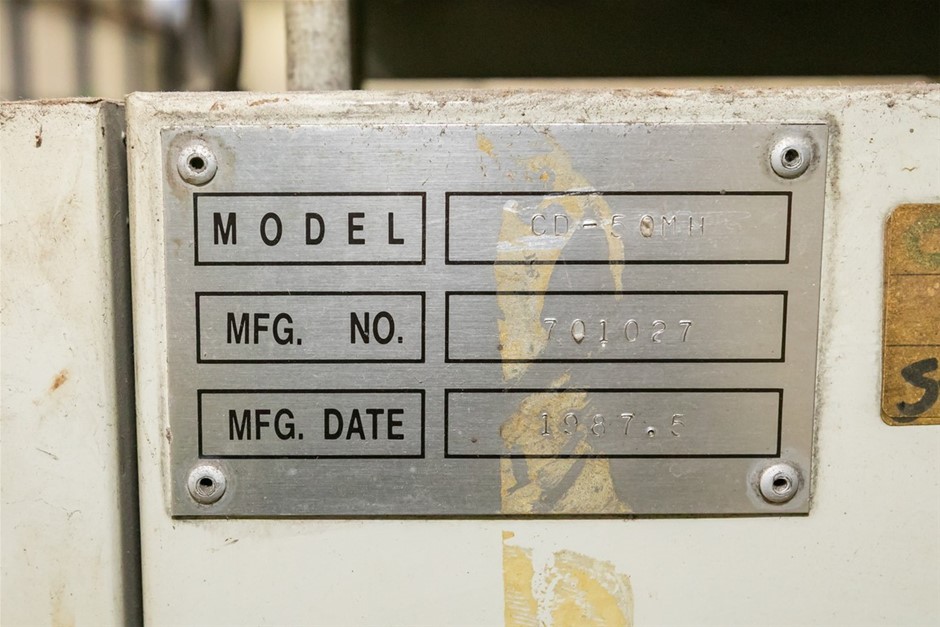 MODEL CD-50MH
MFG. NO. 701027
MFG. DATE 1987.5
S